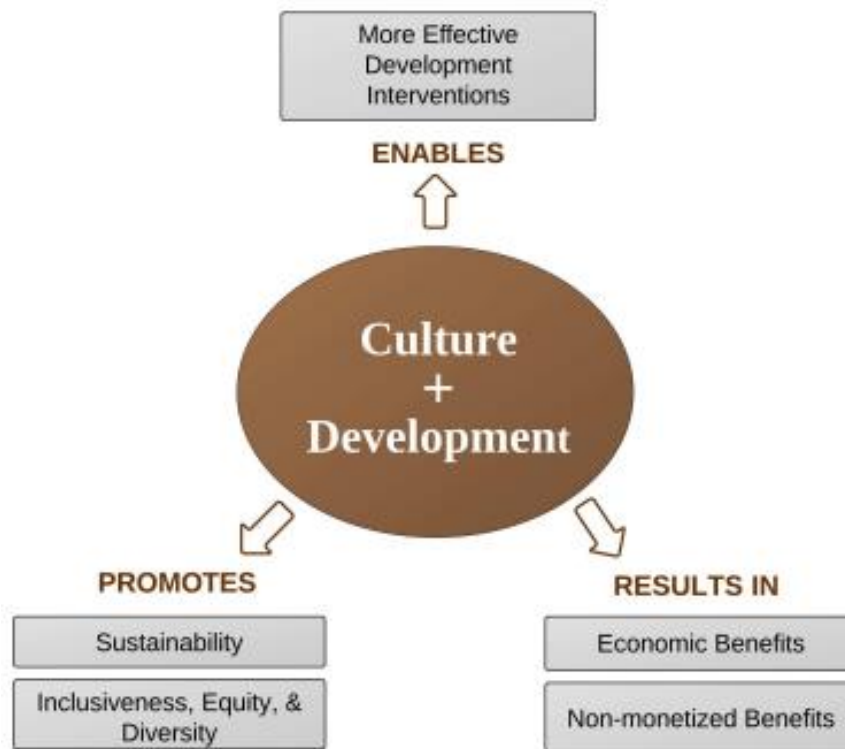 More Effective
Development
Interventions
ENABLES
Culture
+
Development
PROMOTES
Sustainability
Inclusiveness, Equity, &
Diversity
RESULTS IN
Economic Benefits
Non-monetized Benefits